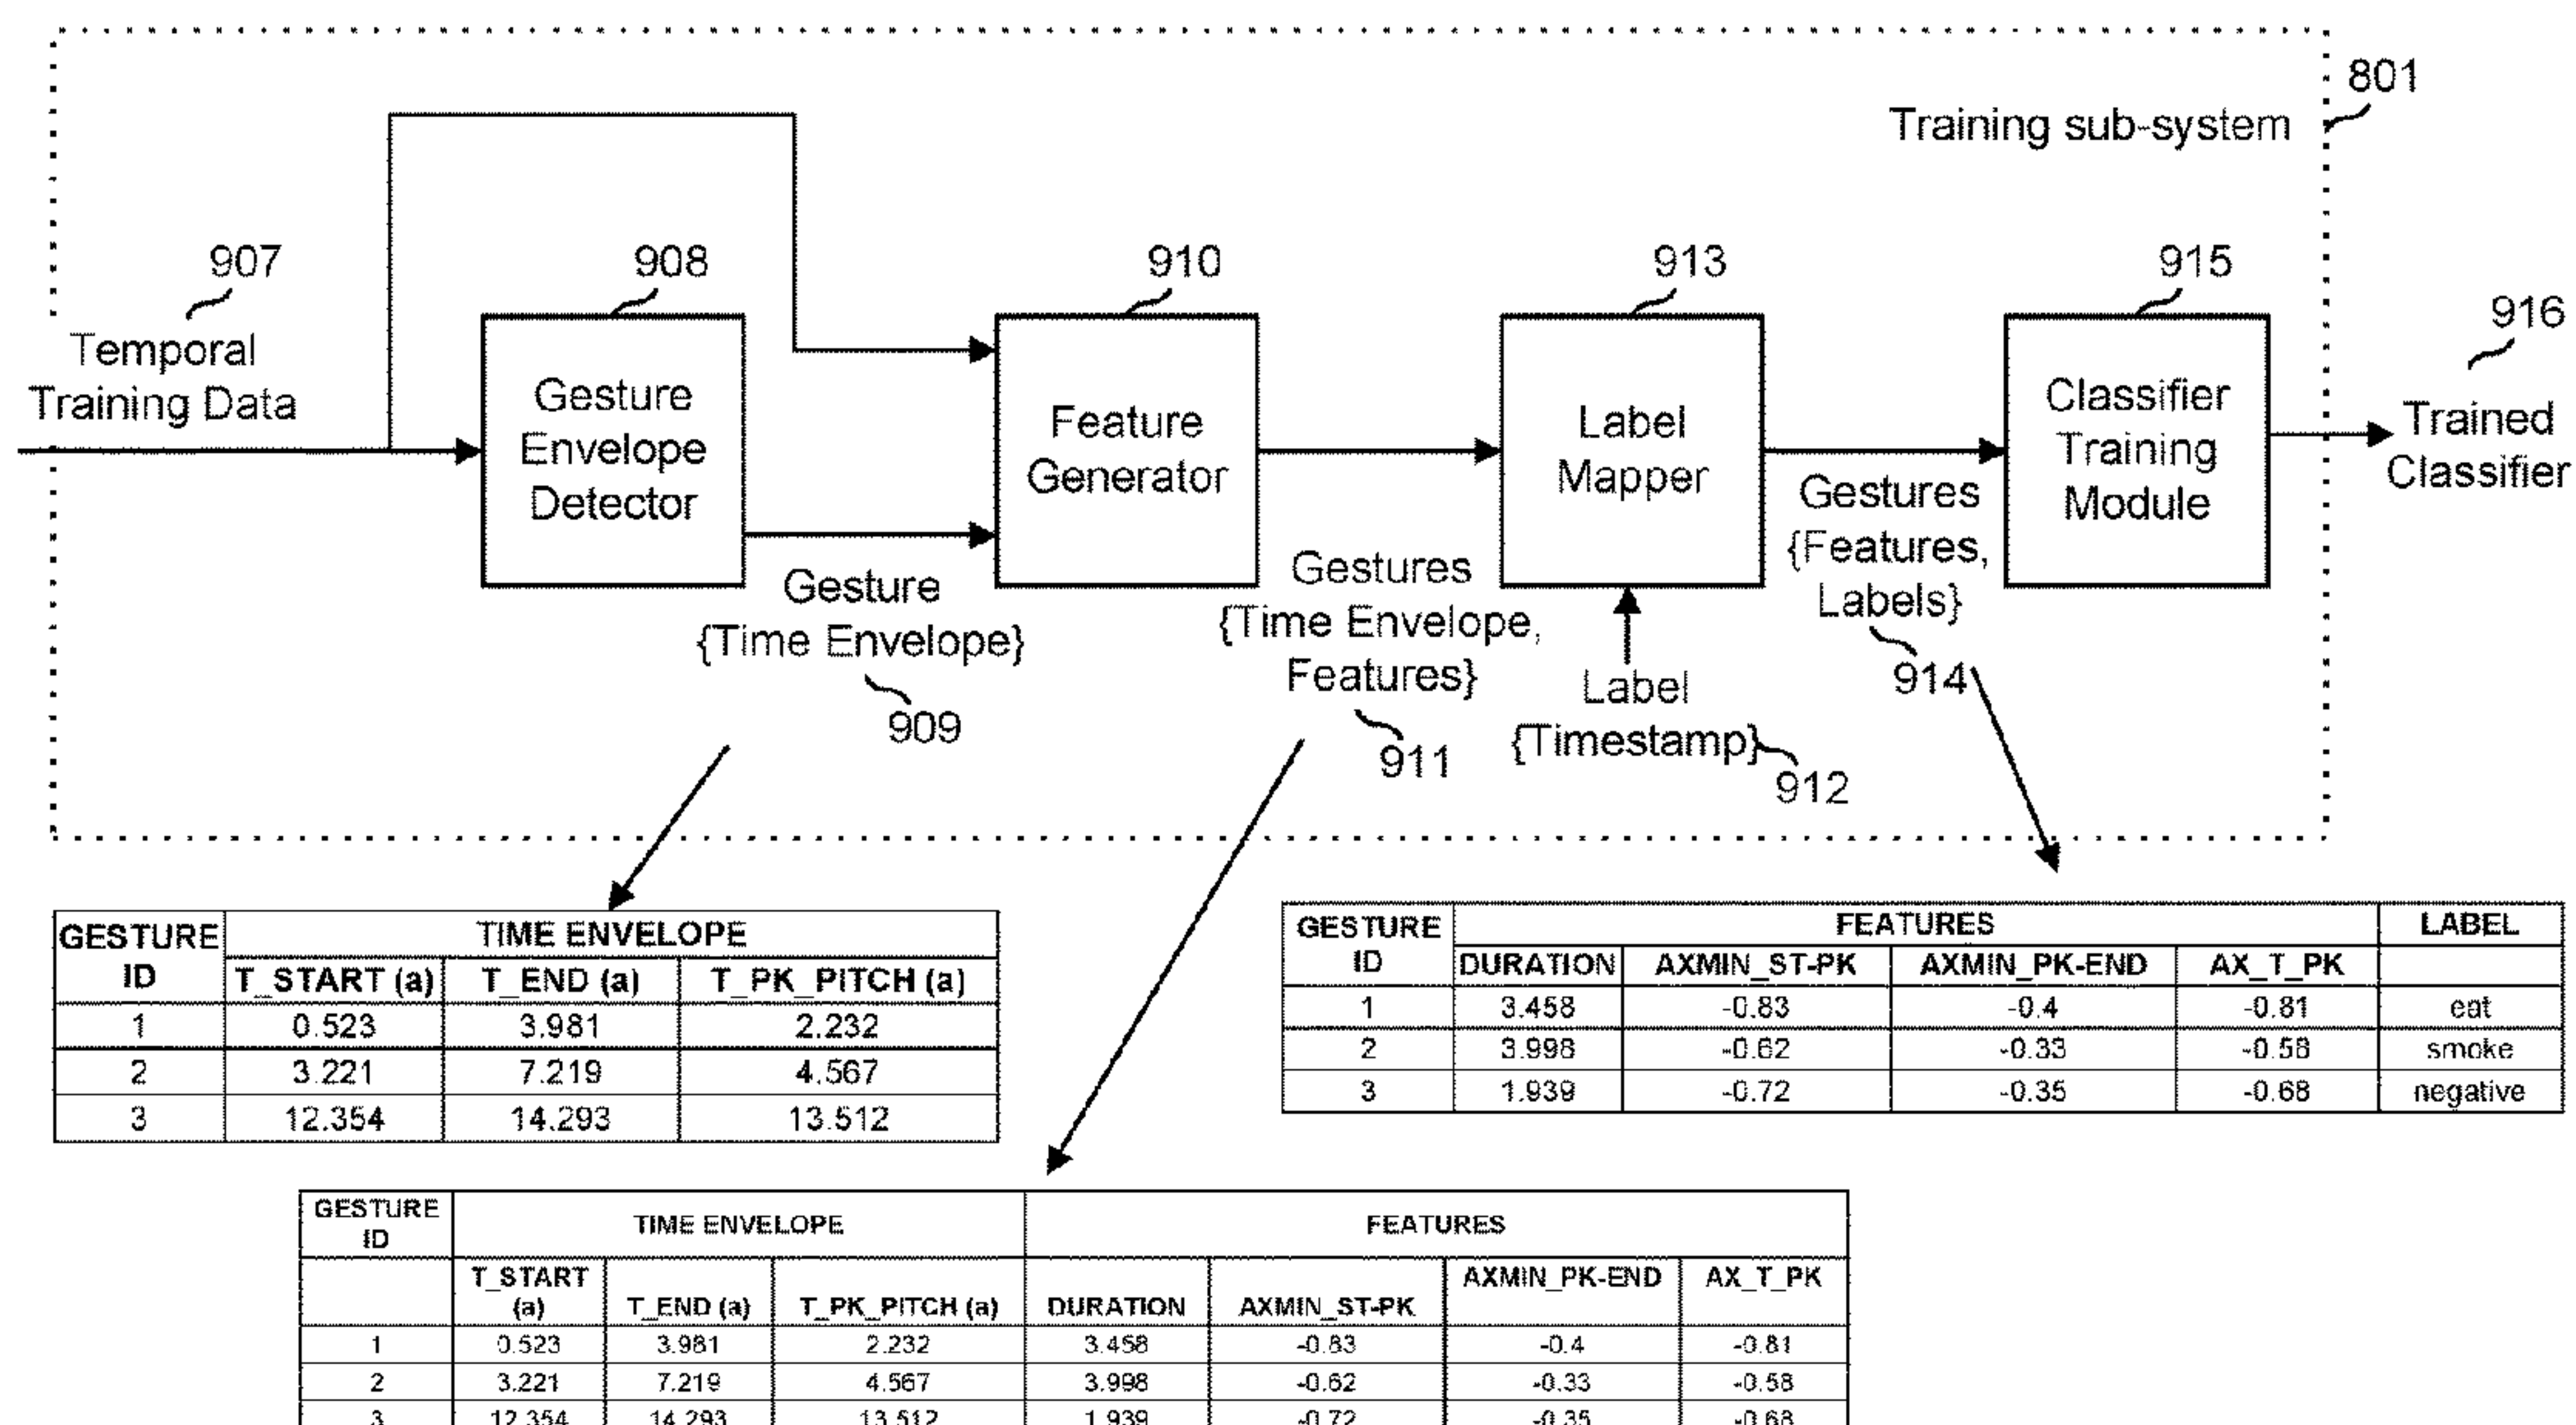 801
Training sub-system
907
908
910
913
915
916
Temporal
Training Data
Gesture
Envelope
Detector
Feature
Generator
Label
Mapper
Classifier
Training
Module
Trained
Classifier
Gesture
{Time Envelope}
909
Gestures
{Time Envelope,
Features}
911
Label
{Timestamp}
912
Gestures
{Features,
Labels}
914
GESTURE ID TIME ENVELOPE
T_START (a) T_END (a) T_PK_PITCH (a)
1 0.523 3.981 2.232
2 3.221 7.219 4.567
3 12.354 14.293 13.512
GESTURE ID FEATURES LABEL
DURATION AXMIN_ST-PK AXMIN_PK-END AX_T_PK
1 3.458 -0.83 -0.4 -0.81 eat
2 3.998 -0.62 -0.33 -0.58 smoke
3 1.939 -0.72 -0.35 -0.68 negative
GESTURE ID TIME ENVELOPE FEATURES
T_START (a) T_END (a) T_PK_PITCH (a) DURATION AXMIN_ST-PK AXMIN_PK-END AX_T_PK
1 0.523 3.981 2.232 3.458 -0.83 -0.4 -0.81
2 3.221 7.219 4.567 3.998 -0.62 -0.33 -0.58
3 12.354 14.293 13.512 1.939 -0.72 -0.35 -0.68